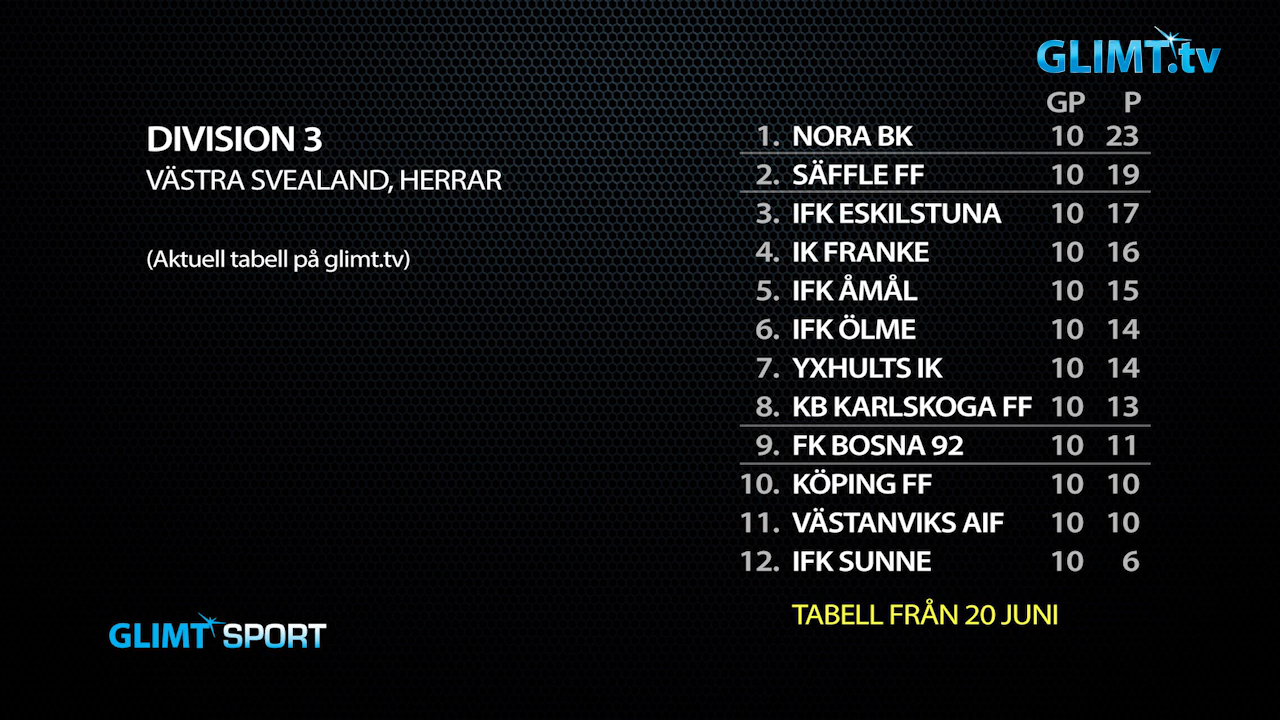 GLIMT.tv
DIVISION 3
VÄSTRA SVEALAND, HERRAR
(Aktuell tabell på glimt.tv)
GP P
1. NORA BK 10 23
2. SÄFFLE FF 10 19
3. IFK ESKILSTUNA 10 17
4. IK FRANKE 10 16
5. IFK ÅMÅL 10 15
6. IFK ÖLME 10 14
7. YXHULTS IK 10 14
8. KB KARLSKOGA FF 10 13
9. FK BOSNA 92 10 11
10. KÖPING FF 10 10
11. VÄSTANVIKS AIF 10 10
12. IFK SUNNE 10 6
TABELL FRÅN 20 JUNI
GLIMT SPORT